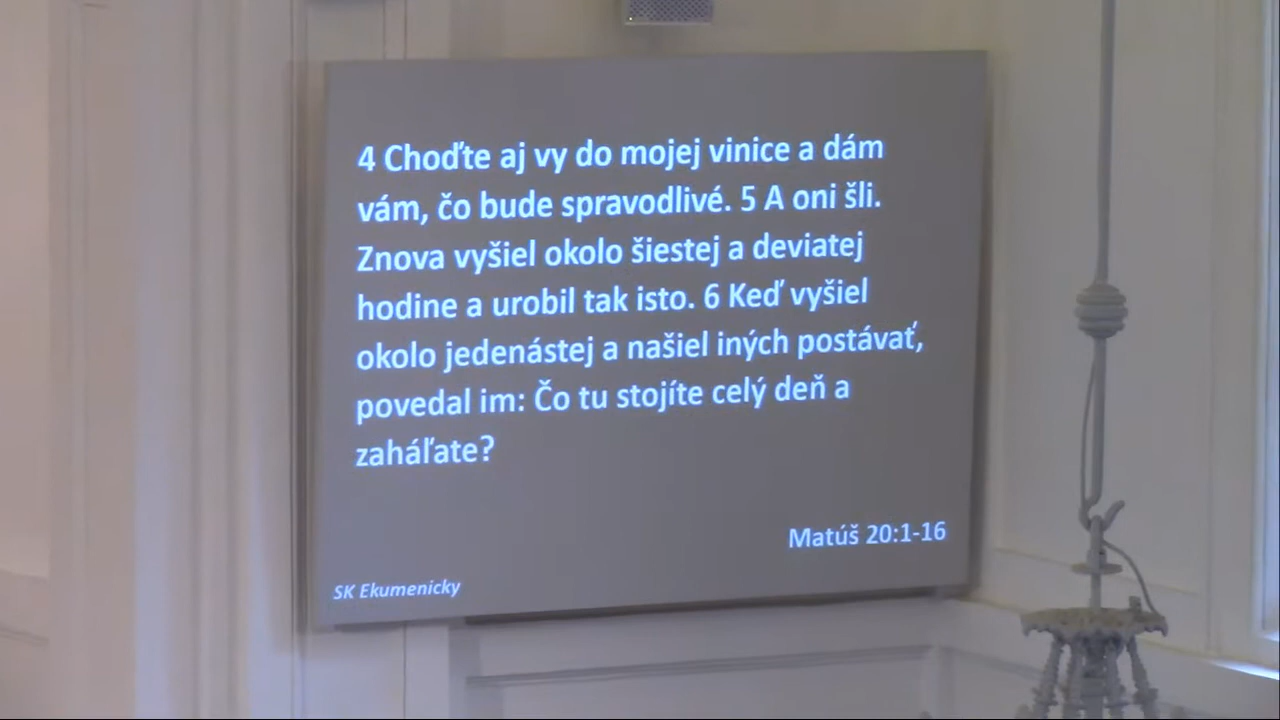 4 Choďte aj vy do mojej vinice a dám
vám, čo bude spravodlivé. 5 A oni šli.
Znova vyšiel okolo šiestej a deviatej
hodine a urobil tak isto. 6 Keď vyšiel
okolo jedenástej a našiel iných postávať,
povedal im: Čo tu stojíte celý deň a
zaháľate?
Matúš 20:1-16
SK Ekumenicky